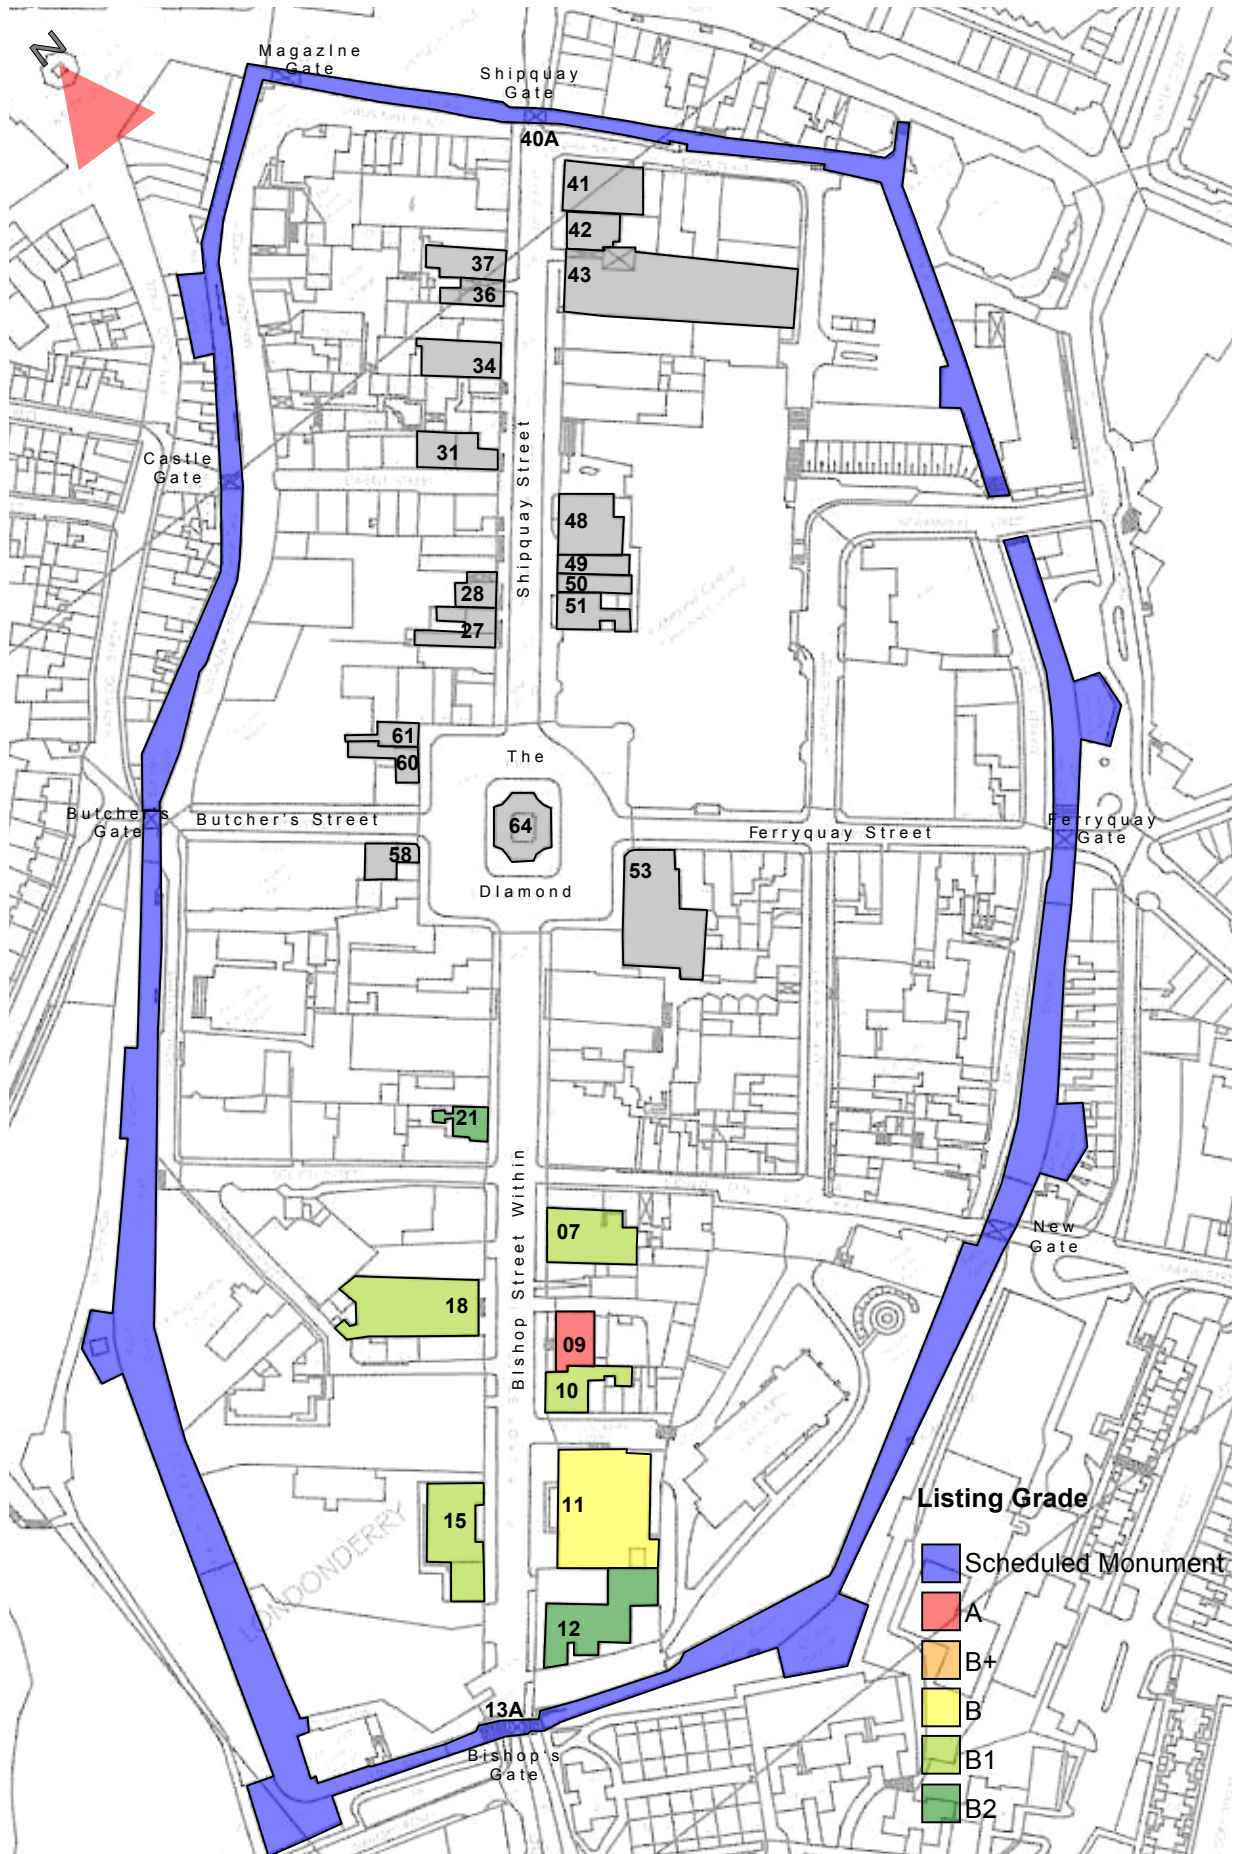 N
MagazIne
Gate
Shipquay
Gate
40A
41
42
43
37
36
34
31
Castle
Gate
Shipquay Street
48
49
50
51
28
27
61
60
The
64
DIamond
Butcher's
Gate
Butcher's Street
Ferryquay Street
Ferryquay
Gate
58
53
21
BIshop Street Within
New
Gate
07
18
09
10
11
15
12
LONDONDERRY
13A
Bishop's
Gate
Listing Grade
Scheduled Monument
A
B+
B
B1
B2